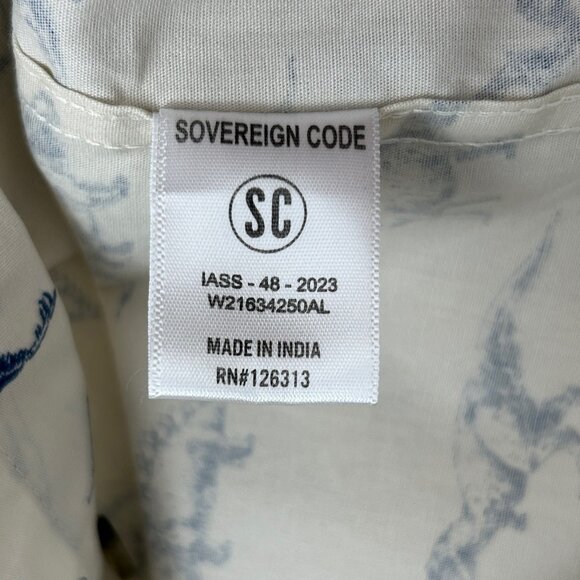 SOVEREIGN CODE
SC
IASS - 48 - 2023
W21634250AL
MADE IN INDIA
RN#126313